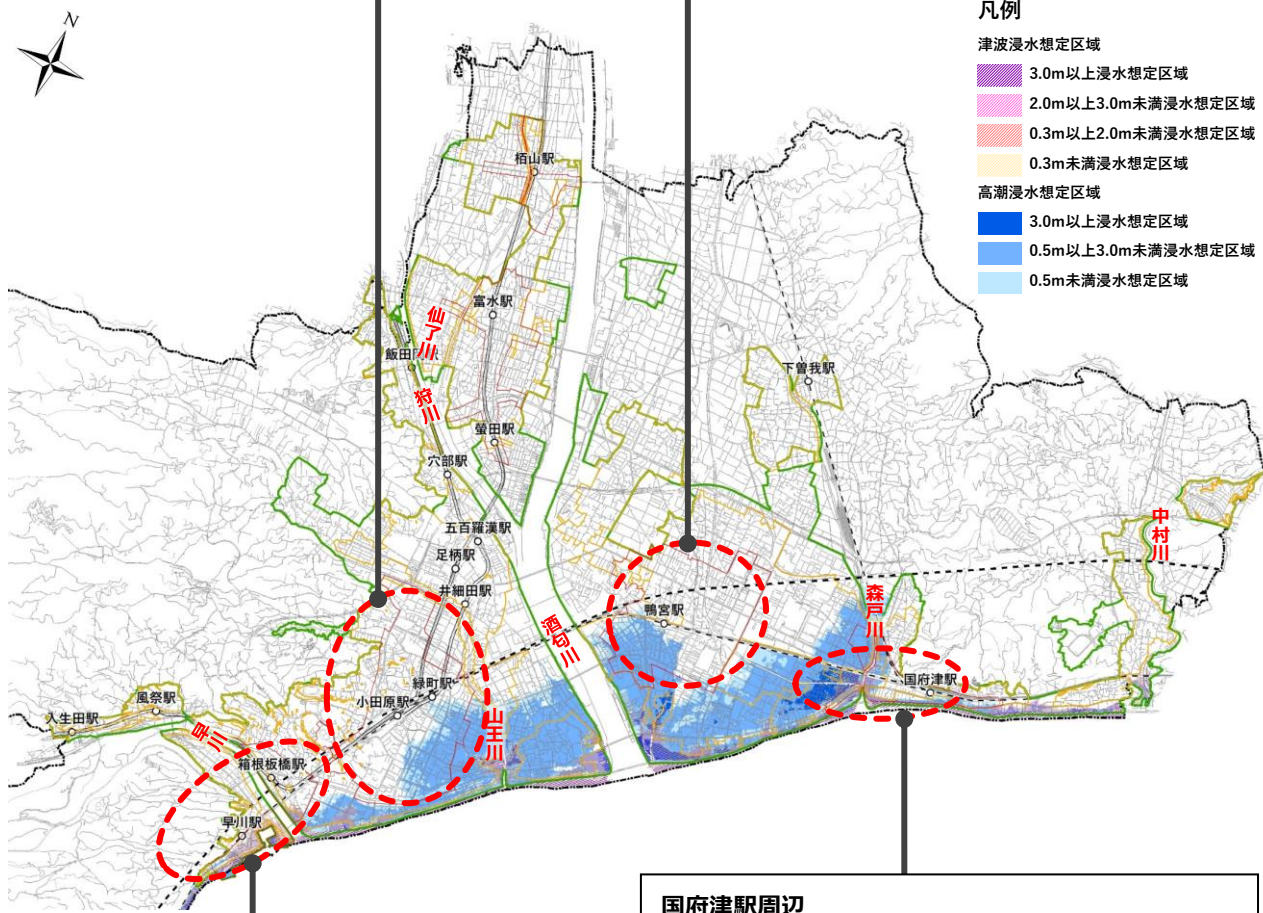 N
凡例
津波浸水想定区域
3.0m以上浸水想定区域
2.0m以上3.0m未満浸水想定区域
0.3m以上2.0m未満浸水想定区域
0.3m未満浸水想定区域
高潮浸水想定区域
3.0m以上浸水想定区域
0.5m以上3.0m未満浸水想定区域
0.5m未満浸水想定区域
栢山駅
富水駅
仙了川
飯田岡駅
狩川
下曽我駅
螢田駅
穴部駅
中村川
五百羅漢駅
足柄駅
井細田駅
酒匂川
鴨宮駅
森戸川
緑町駅
小田原駅
国府津駅
風祭駅
入生田駅
早川
山王川
箱根板橋駅
早川駅
国府津駅周辺